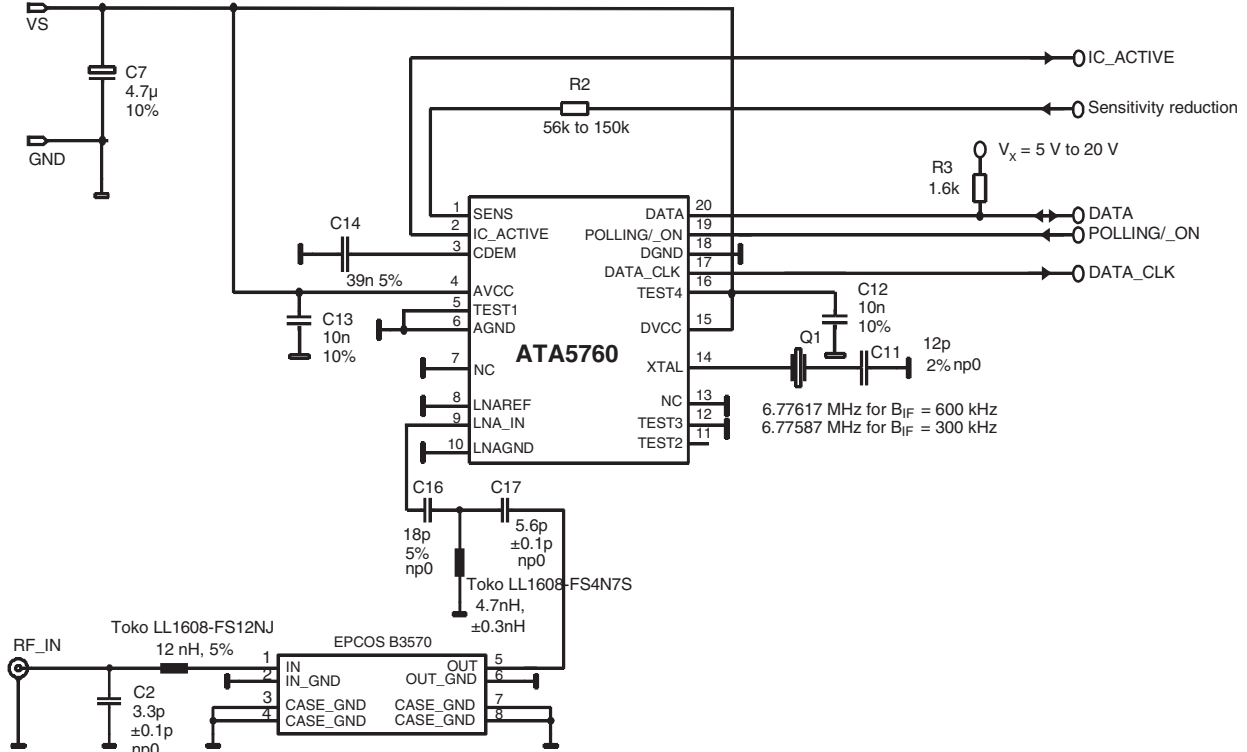 VS
C7
4.7µ
10%
GND
IC_ACTIVE
R2
56k to 150k
Sensitivity reduction
VX = 5 V to 20 V
R3
1.6k
DATA
POLLING/_ON
DATA_CLK
C14
39n 5%
C13
10n
10%
1 SENS
2 IC_ACTIVE
3 CDEM
4 AVCC
5 TEST1
6 AGND
7 NC
8 LNAREF
9 LNA_IN
10 LNAGND
ATA5760
DATA 20
POLLING/_ON 19
DGND 18
DATA_CLK 17
TEST4 16
DVCC 15
XTAL 14
NC 13
TEST3 12
TEST2 11
C12
10n
10%
Q1
C11
12p
2% np0
6.77617 MHz for BIF = 600 kHz
6.77587 MHz for BIF = 300 kHz
C16
18p
5%
np0
C17
5.6p
±0.1p
np0
Toko LL1608-FS4N7S
4.7nH,
±0.3nH
RF_IN
Toko LL1608-FS12NJ
12 nH, 5%
C2
3.3p
±0.1p
np0
EPCOS B3570
1 IN
2 IN_GND
3 CASE_GND
4 CASE_GND
OUT 5
OUT_GND 6
CASE_GND 7
CASE_GND 8